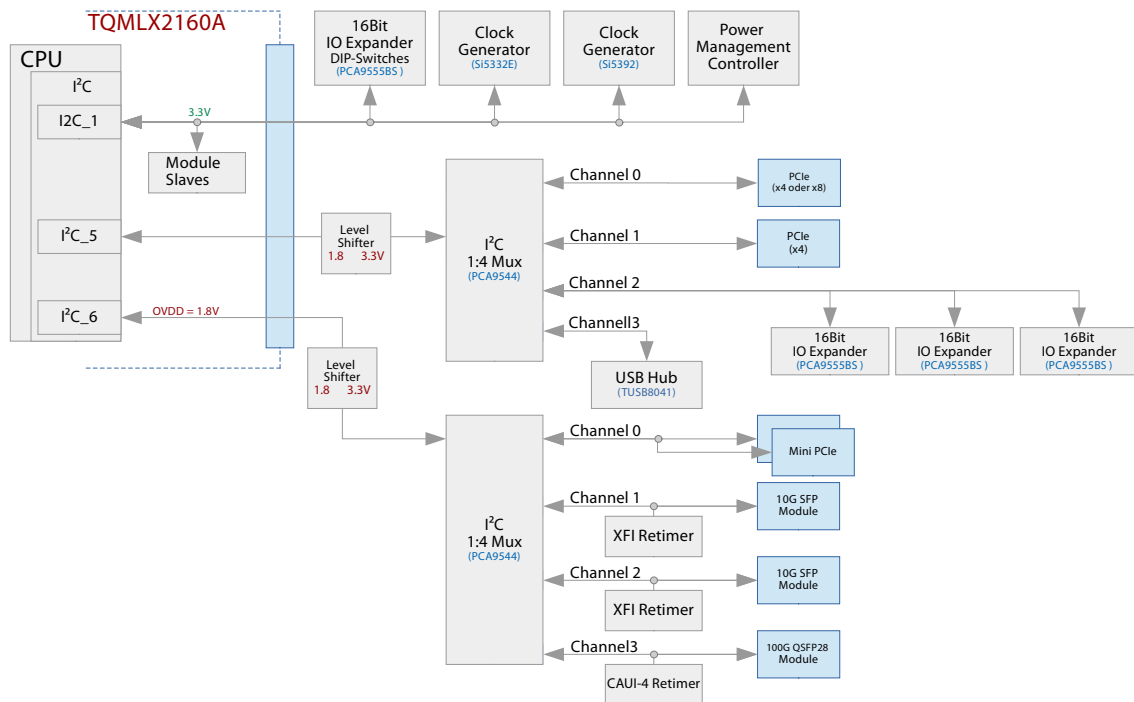 TQMLX2160A
CPU
I²C
I2C_1
3.3V
Module
Slaves
I²C_5
I²C_6
OVDD = 1.8V
16Bit
IO Expander
DIP-Switches
(PCA9555BS )
Clock
Generator
(Si5332E)
Clock
Generator
(Si5392)
Power
Management
Controller
Level
Shifter
1.8 3.3V
I²C
1:4 Mux
(PCA9544)
Channel 0
PCIe
(x4 oder x8)
Channel 1
PCIe
(x4)
Channel 2
16Bit
IO Expander
(PCA9555BS )
16Bit
IO Expander
(PCA9555BS )
16Bit
IO Expander
(PCA9555BS )
Channell3
USB Hub
(TUSB8041)
Level
Shifter
1.8 3.3V
I²C
1:4 Mux
(PCA9544)
Channel 0
Mini PCIe
Channel 1
XFI Retimer
10G SFP
Module
Channel 2
XFI Retimer
10G SFP
Module
Channel3
CAUI-4 Retimer
100G QSFP28
Module